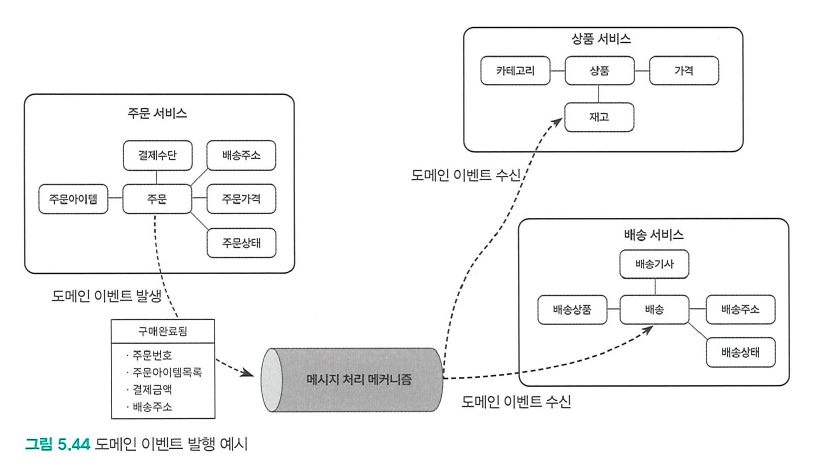 상품 서비스
카테고리
상품
가격
재고
주문 서비스
결제수단
배송주소
주문아이템
주문
주문가격
주문상태
도메인 이벤트 수신
배송 서비스
배송기사
배송상품
배송
배송주소
배송상태
도메인 이벤트 발생
구매완료됨
· 주문번호
· 주문아이템목록
· 결제금액
· 배송주소
메시지 처리 메커니즘
도메인 이벤트 수신
그림 5.44 도메인 이벤트 발행 예시